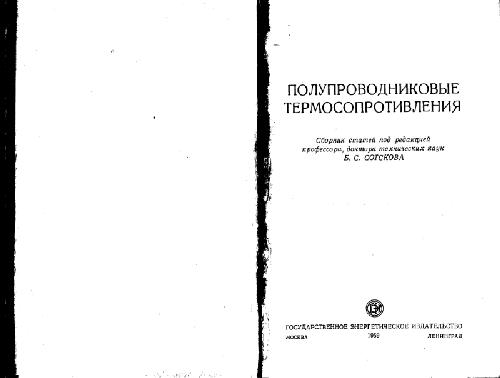 ПОЛУПРОВОДНИКОВЫЕ
ТЕРМОСОПРОТИВЛЕНИЯ
Сборник статей под редакцией
профессора, доктора технических наук
Б. С. СОТСКОВА
ГОСУДАРСТВЕННОЕ ЭНЕРГЕТИЧЕСКОЕ ИЗДАТЕЛЬСТВО
МОСКВА 1959 ЛЕНИНГРАД